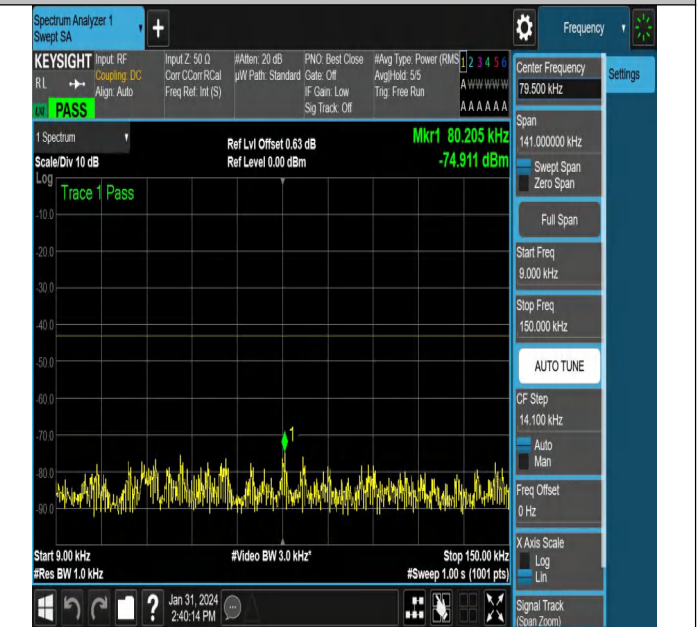 Spectrum Analyzer 1
Swept SA
Frequency
KEYSIGHT
RL
PASS
Input: RF
Coupling: DC
Align: Auto
Input Z: 50 Ω
Corr CCorr RCal
Freq Ref: Int (S)
#Atten: 20 dB
µW Path: Standard
PNO: Best Close
Gate: Off
IF Gain: Low
Sig Track: Off
#Avg Type: Power (RMS
Avg|Hold: 5/5
Trig: Free Run
1 2 3 4 5 6
A W W W W W
A A A A A A
1 Spectrum
Scale/Div 10 dB
Log
Ref Lvl Offset 0.63 dB
Ref Level 0.00 dBm
Mkr1 80.205 kHz
-74.911 dBm
Trace 1 Pass
-10.0
-20.0
-30.0
-40.0
-50.0
-60.0
-70.0
-80.0
-90.0
1
Start 9.00 kHz
#Res BW 1.0 kHz
#Video BW 3.0 kHz*
Stop 150.00 kHz
#Sweep 1.00 s (1001 pts)
?
Jan 31, 2024
2:40:14 PM
Center Frequency
79.500 kHz
Settings
Span
141.000000 kHz
Swept Span
Zero Span
Full Span
Start Freq
9.000 kHz
Stop Freq
150.000 kHz
AUTO TUNE
CF Step
14.100 kHz
Auto
Man
Freq Offset
0 Hz
X Axis Scale
Log
Lin
Signal Track
(Span Zoom)